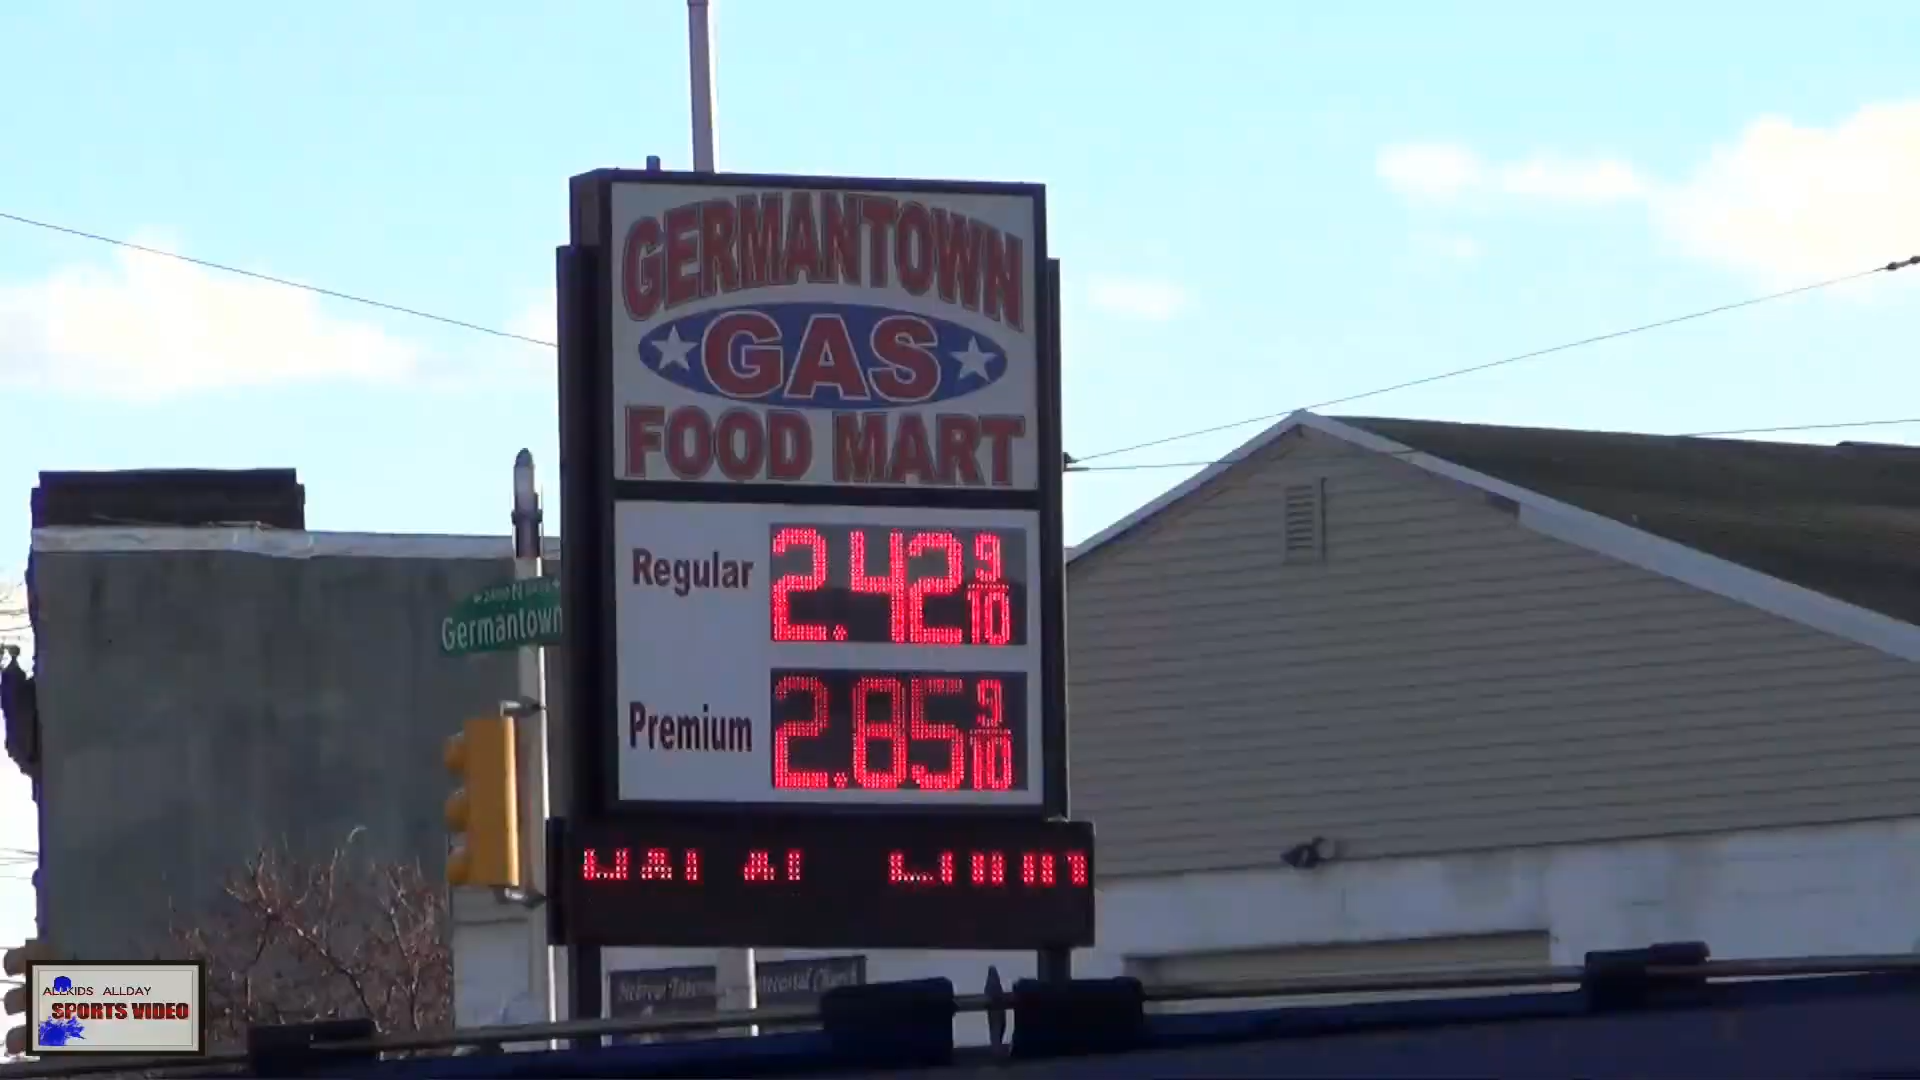 GERMANTOWN
GAS
FOOD MART
Regular 2.42 9/10
Premium 2.85 9/10
Germantown
ALLKIDS ALLDAY
SPORTS VIDEO